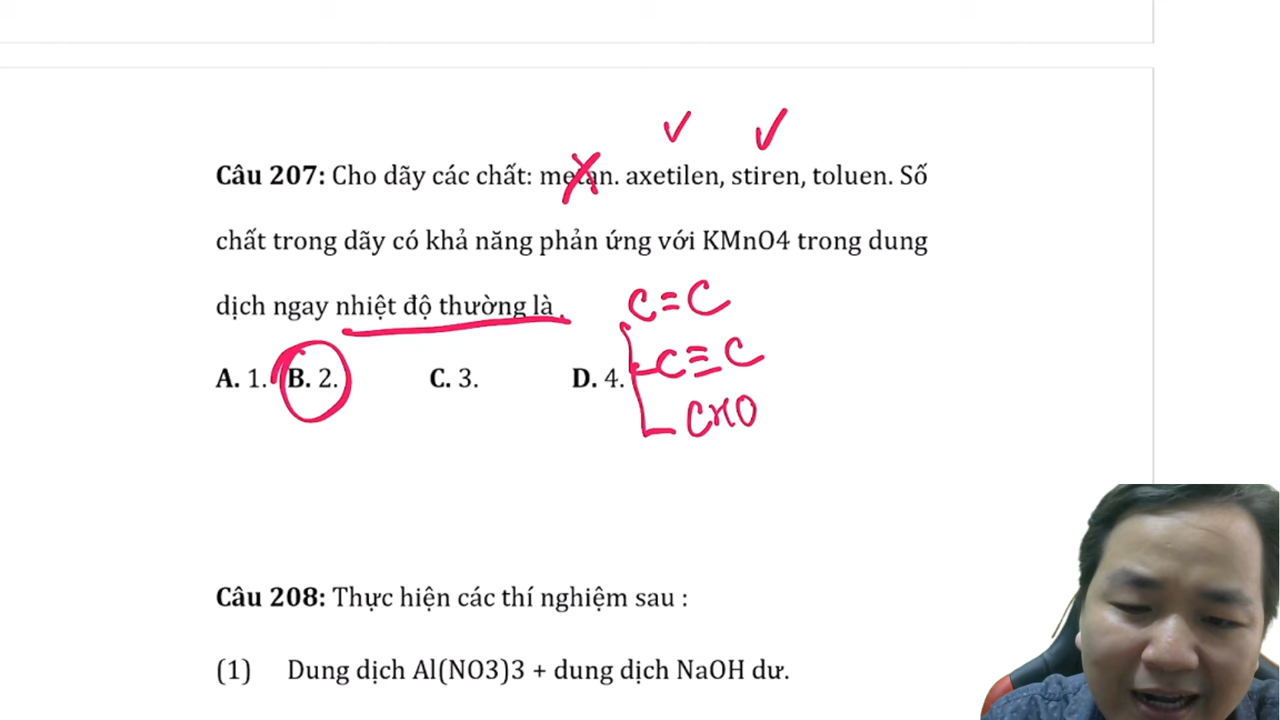 Câu 207: Cho dãy các chất: metan. axetilen, stiren, toluen. Số
chất trong dãy có khả năng phản ứng với KMnO4 trong dung
dịch ngay nhiệt độ thường là .
C=C
C≡C
A. 1. B. 2. C. 3. D. 4.
CHO
Câu 208: Thực hiện các thí nghiệm sau :
(1) Dung dịch Al(NO3)3 + dung dịch NaOH dư.